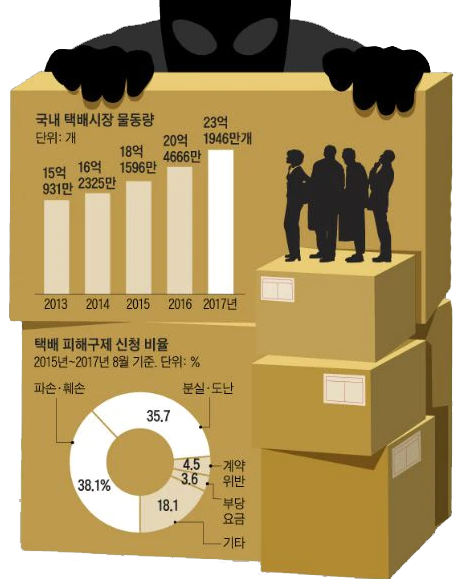 국내 택배시장 물동량
단위: 개
15억
931만
16억
2325만
18억
1596만
20억
4666만
23억
1946만개
2013
2014
2015
2016
2017년
택배 피해구제 신청 비율
2015년~2017년 8월 기준. 단위: %
파손·훼손
분실·도난
35.7
38.1%
4.5
계약
위반
3.6
부당
요금
18.1
기타